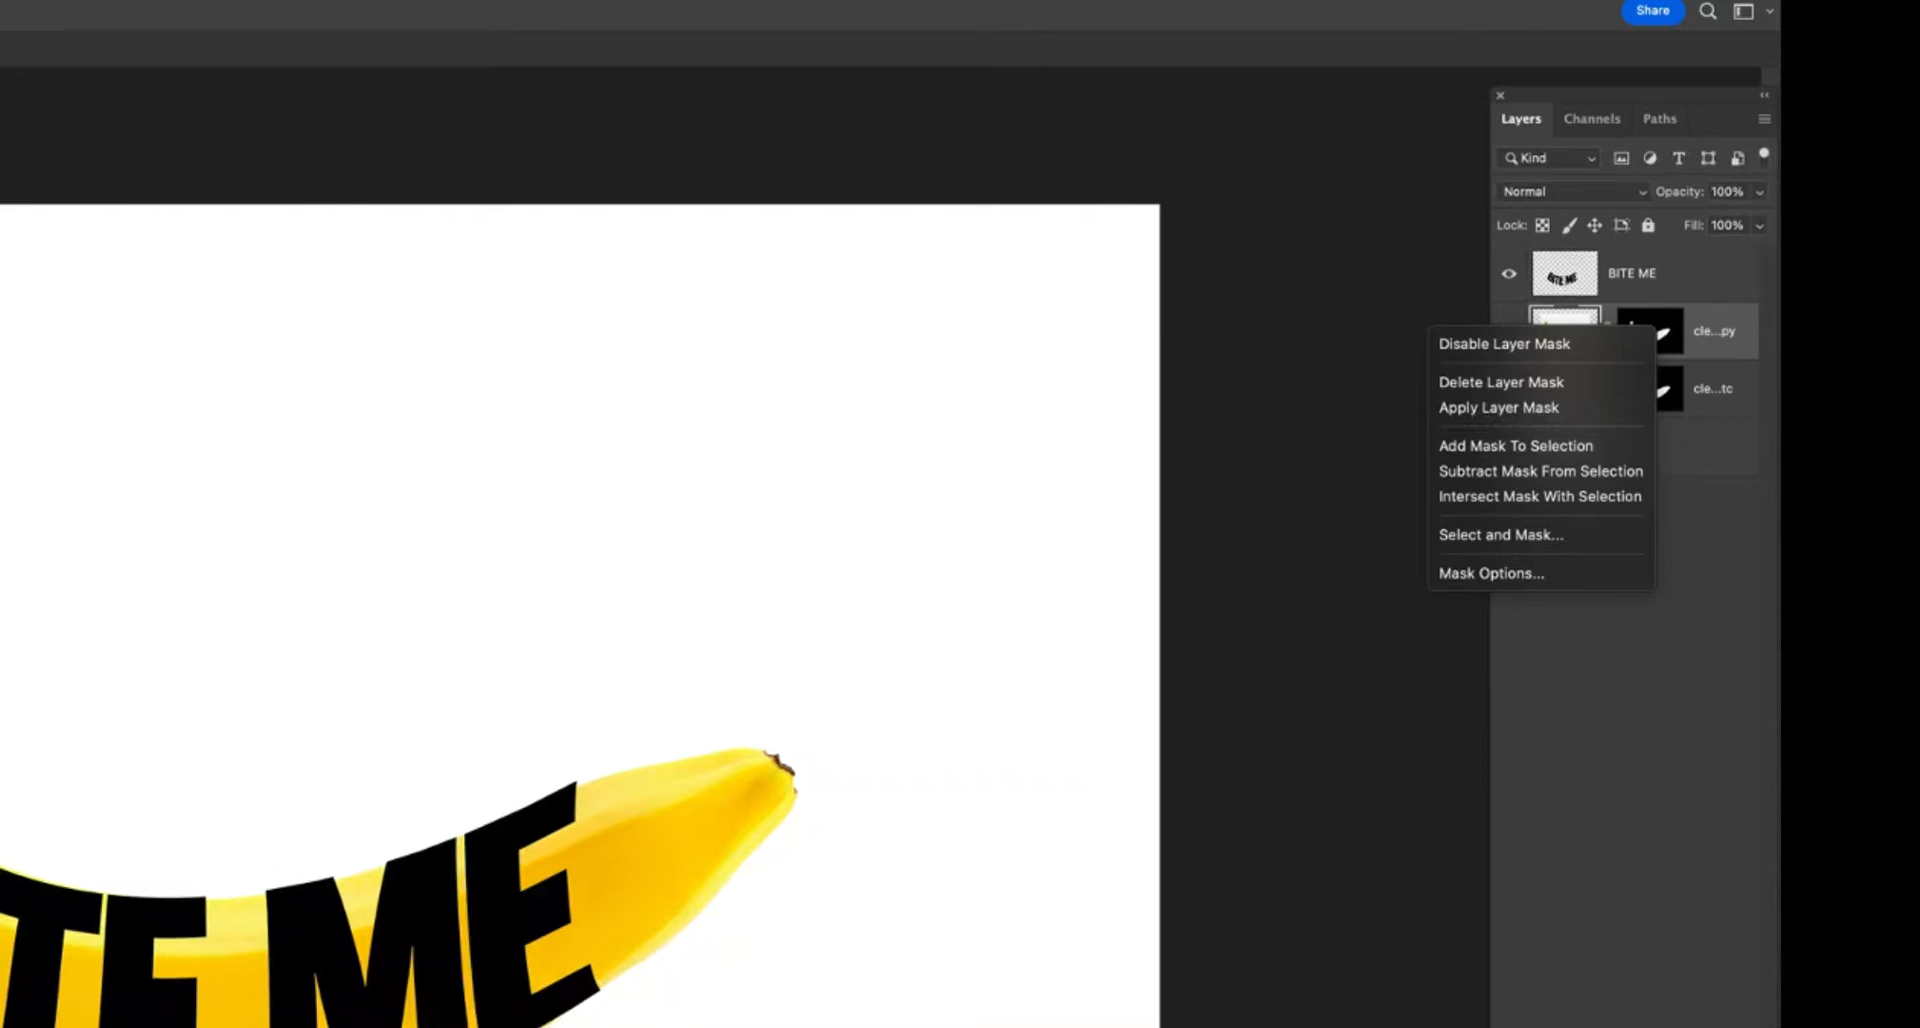 Share
Layers Channels Paths
Kind
Normal Opacity: 100%
Lock: Fill: 100%
BITE ME
BITE ME
cle...py
cle...tc
Disable Layer Mask
Delete Layer Mask
Apply Layer Mask
Add Mask To Selection
Subtract Mask From Selection
Intersect Mask With Selection
Select and Mask...
Mask Options...
TE ME